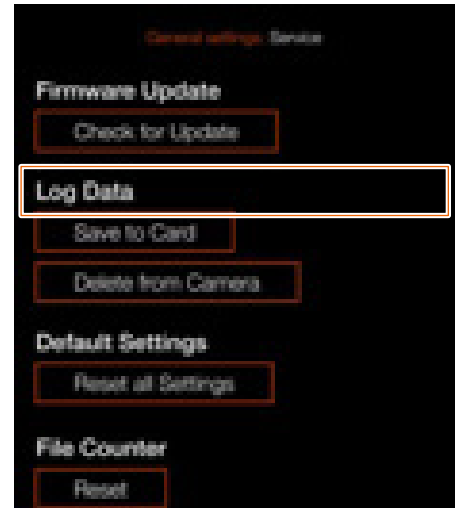 General settings: Service
Firmware Update
Check for Update
Log Data
Save to Card
Delete from Camera
Default Settings
Reset all Settings
File Counter
Reset